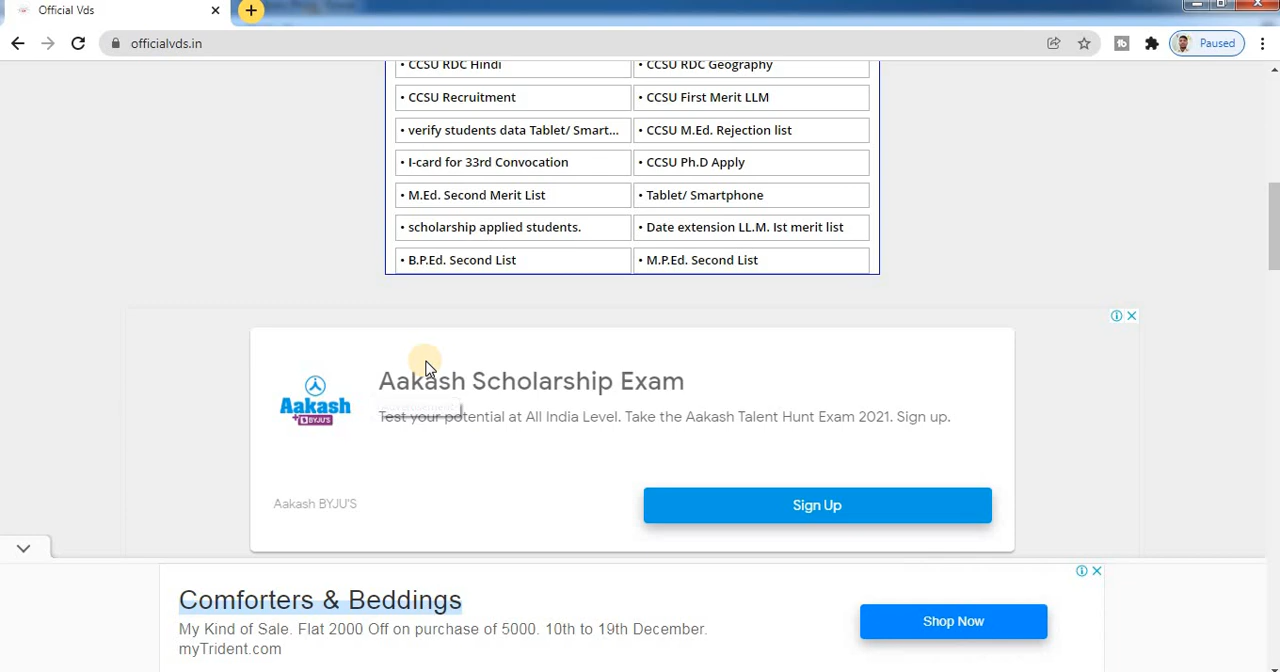 Official Vds
officialvds.in
Paused
• CCSU RDC Hindi
• CCSU RDC Geography
• CCSU Recruitment
• CCSU First Merit LLM
• verify students data Tablet/ Smart...
• CCSU M.Ed. Rejection list
• I-card for 33rd Convocation
• CCSU Ph.D Apply
• M.Ed. Second Merit List
• Tablet/ Smartphone
• scholarship applied students.
• Date extension LL.M. Ist merit list
• B.P.Ed. Second List
• M.P.Ed. Second List
Aakash
BYJU'S
Aakash Scholarship Exam
Test your potential at All India Level. Take the Aakash Talent Hunt Exam 2021. Sign up.
Aakash BYJU'S
Sign Up
Comforters & Beddings
My Kind of Sale. Flat 2000 Off on purchase of 5000. 10th to 19th December.
myTrident.com
Shop Now